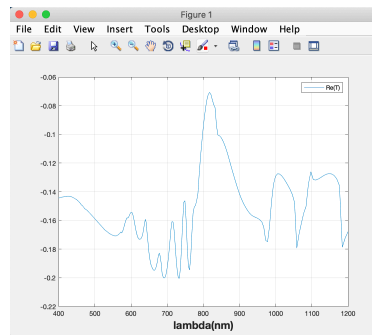 Figure 1
File Edit View Insert Tools Desktop Window Help
-0.06
Re(T)
-0.08
-0.1
-0.12
-0.14
-0.16
-0.18
-0.2
-0.22
400 500 600 700 800 900 1000 1100 1200
lambda(nm)